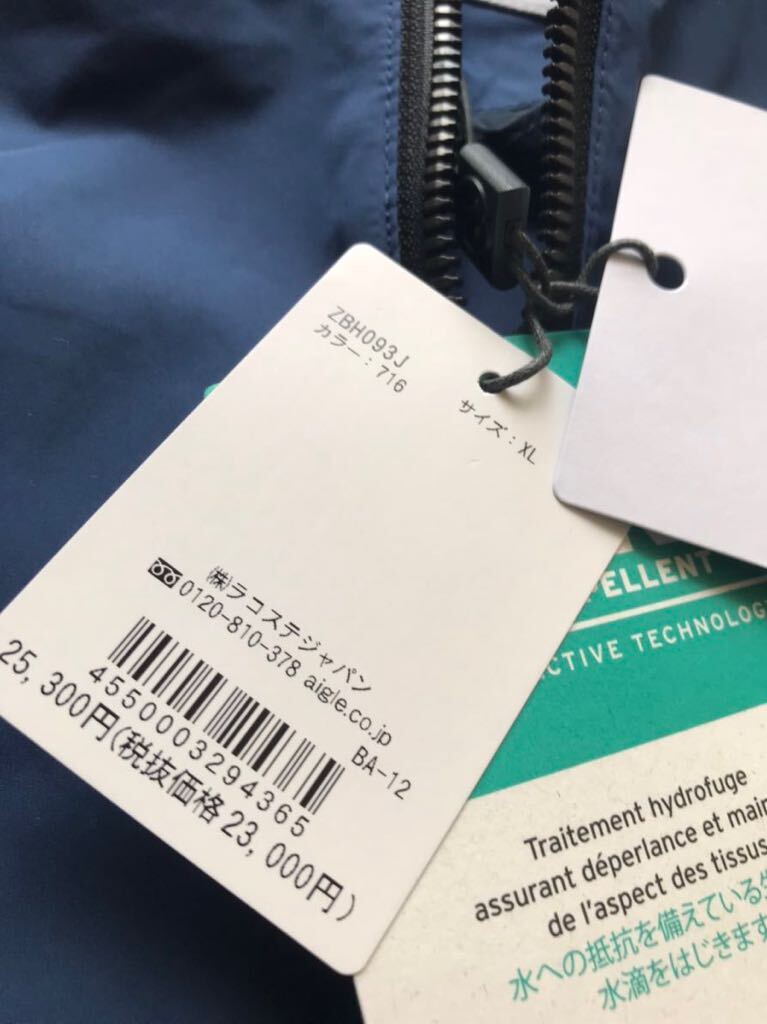 ZBH093J
カラー:716
サイズ:XL
㈱ラコステジャパン
0120-810-378 aigle.co.jp
BA-12
4550003294365
25,300円(税抜価格23,000円)
PELLENT
CTIVE TECHNOLOG
Traitement hydrofuge
assurant déperlance et main
de l'aspect des tissus
水への抵抗を備えている生
水滴をはじきます